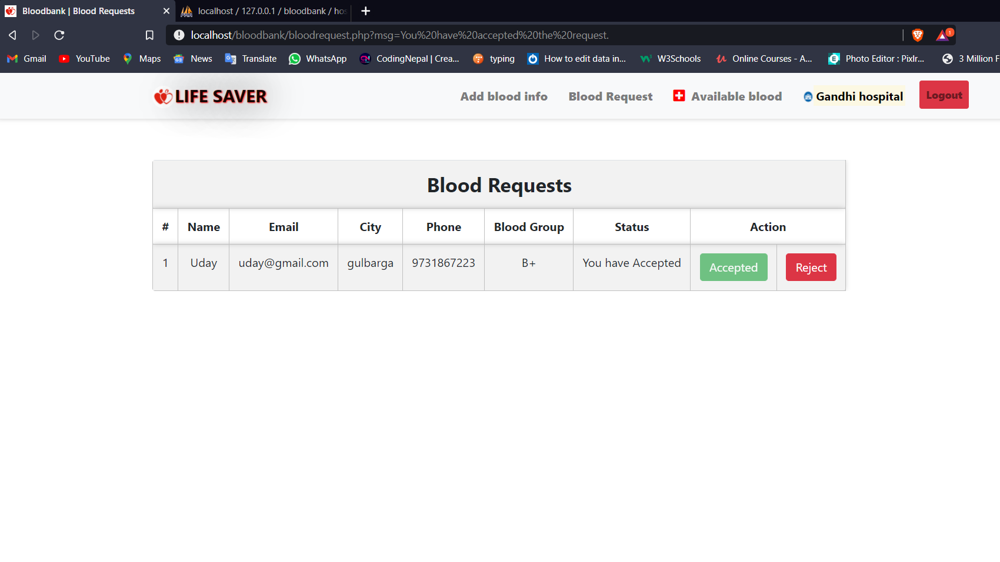 Bloodbank | Blood Requests
localhost / 127.0.0.1 / bloodbank / hos
localhost/bloodbank/bloodrequest.php?msg=You%20have%20accepted%20the%20request.
1
Gmail YouTube Maps News Translate WhatsApp CodingNepal | Crea... typing How to edit data in... W3Schools Online Courses - A... Photo Editor : Pixlr... 3 Million F
LIFE SAVER Add blood info Blood Request Available blood Gandhi hospital Logout
Blood Requests
# Name Email City Phone Blood Group Status Action
1 Uday uday@gmail.com gulbarga 9731867223 B+ You have Accepted Accepted Reject